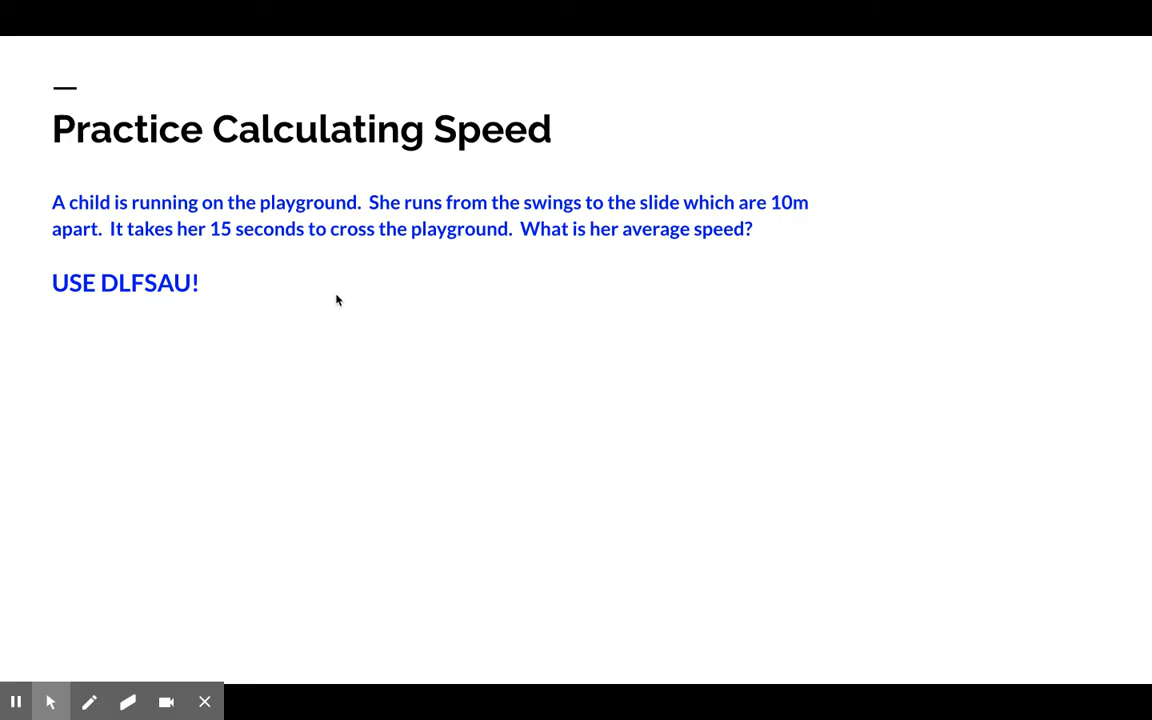 Practice Calculating Speed
A child is running on the playground.  She runs from the swings to the slide which are 10m
apart.  It takes her 15 seconds to cross the playground.  What is her average speed?
USE DLFSAU!